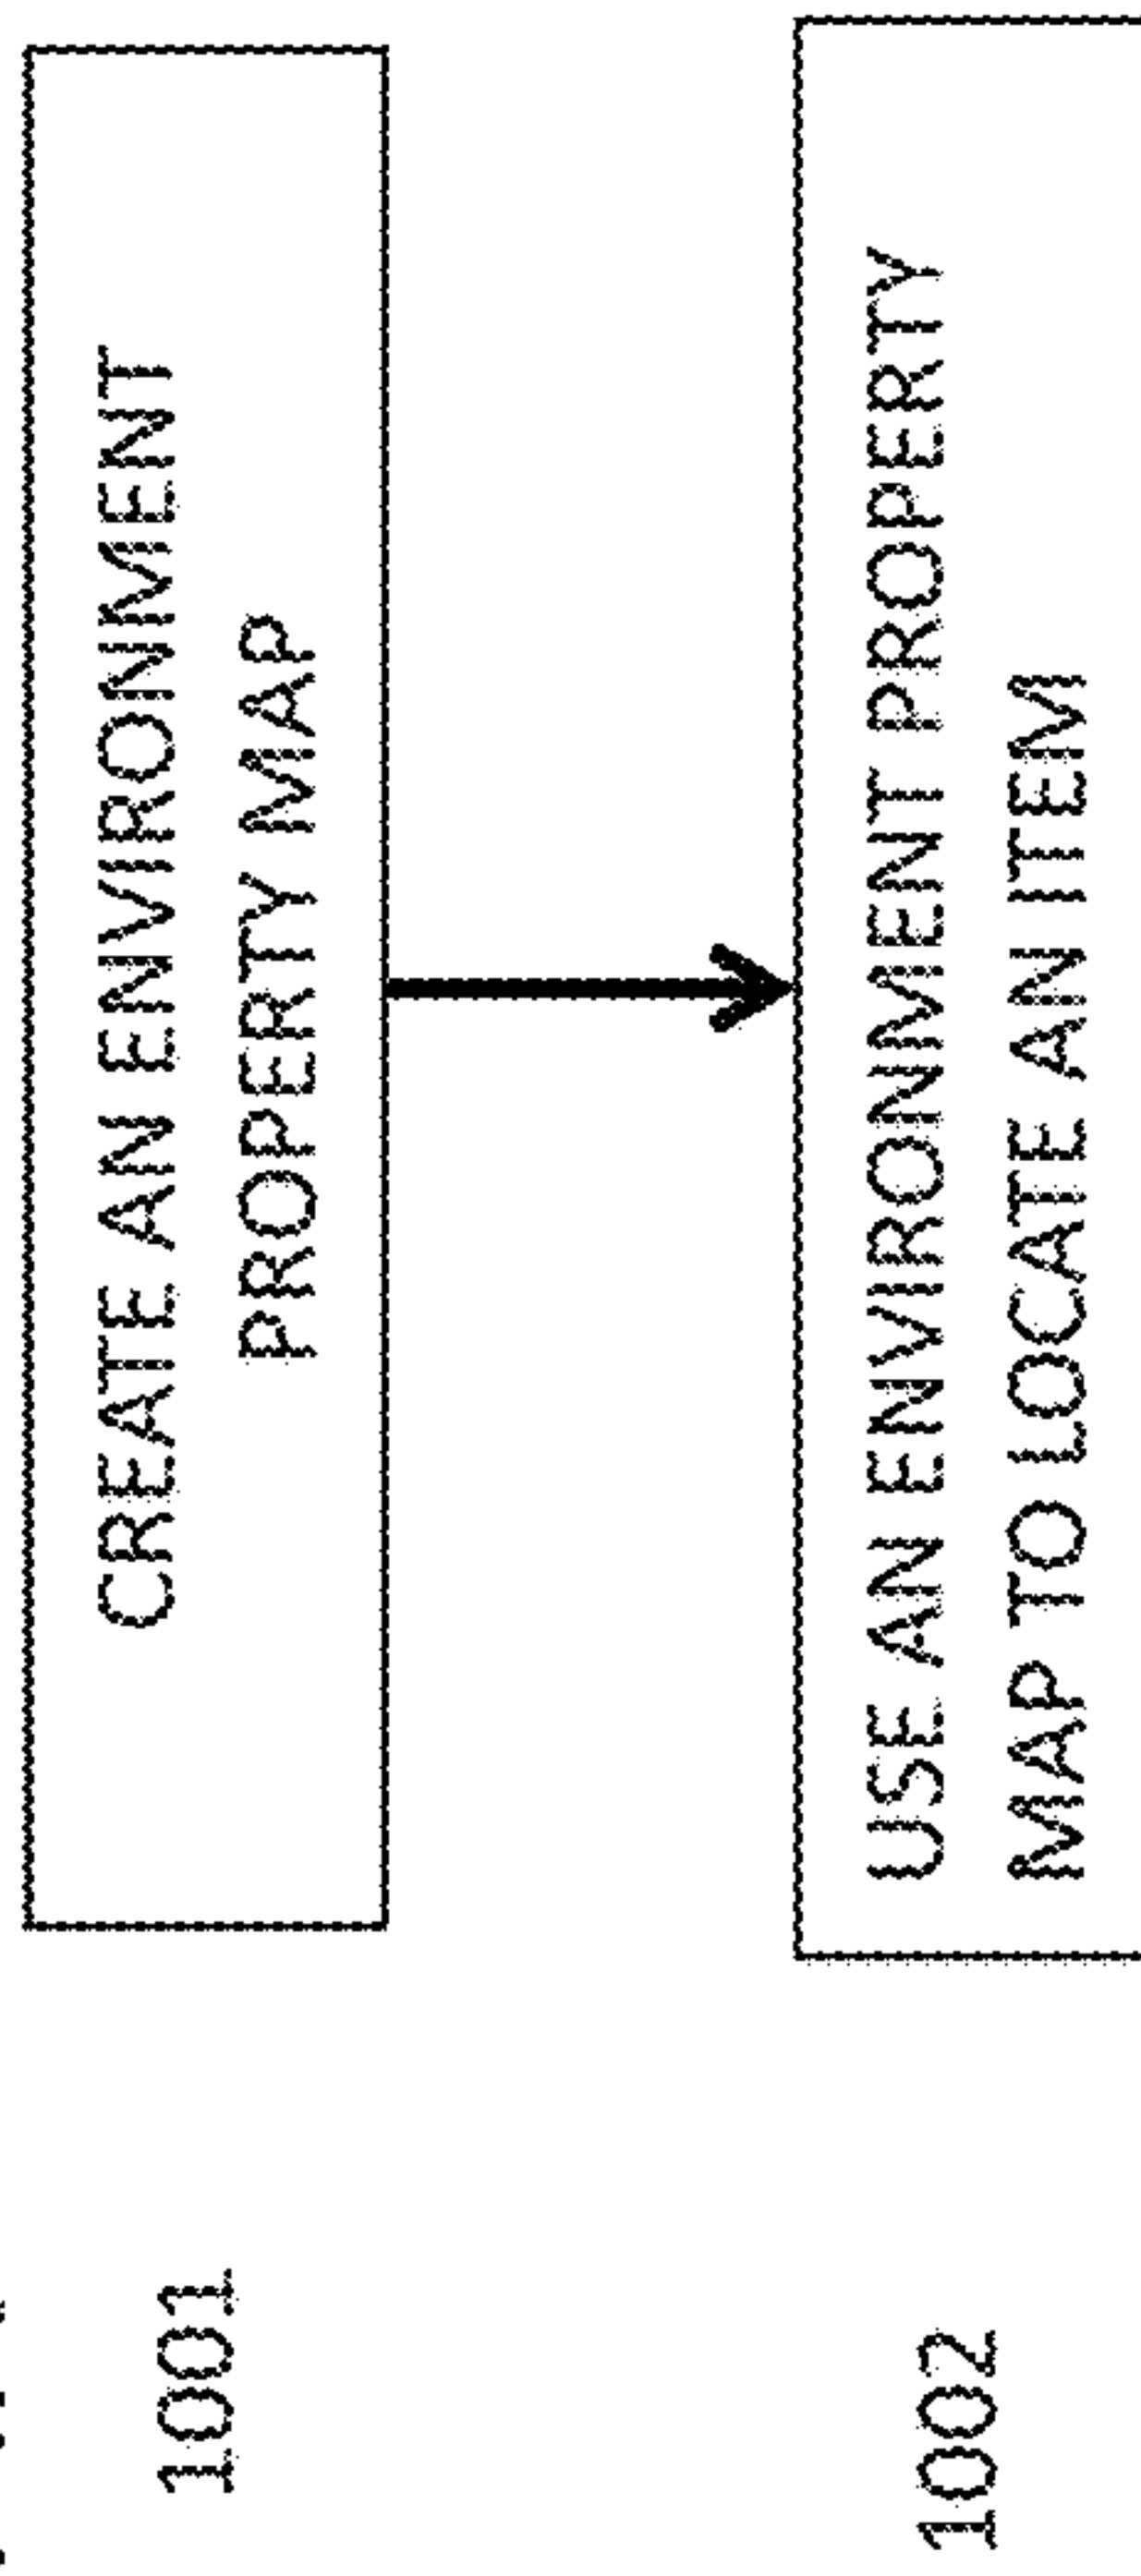 1001
CREATE AN ENVIRONMENT
PROPERTY MAP
1002
USE AN ENVIRONMENT PROPERTY
MAP TO LOCATE AN ITEM